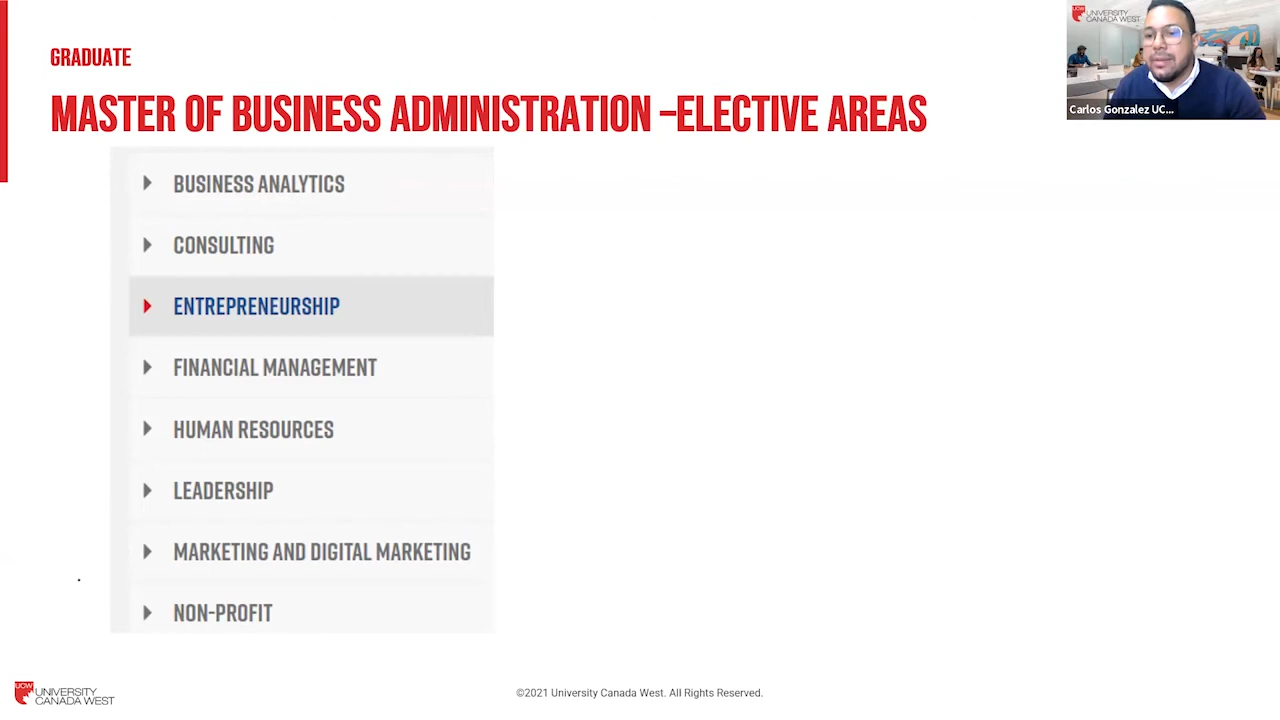 GRADUATE
MASTER OF BUSINESS ADMINISTRATION –ELECTIVE AREAS
UCW
UNIVERSITY
CANADA WEST
Carlos Gonzalez UC...
BUSINESS ANALYTICS
CONSULTING
ENTREPRENEURSHIP
FINANCIAL MANAGEMENT
HUMAN RESOURCES
LEADERSHIP
MARKETING AND DIGITAL MARKETING
NON-PROFIT
UCW
UNIVERSITY
CANADA WEST
©2021 University Canada West. All Rights Reserved.